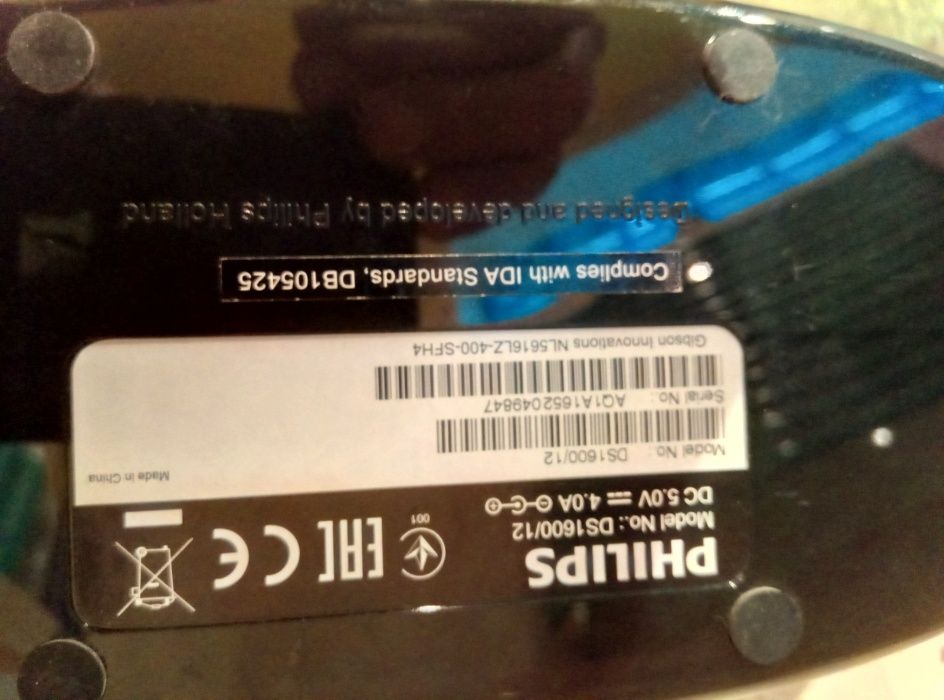 PHILIPS
Model No.: DS1600/12
DC 5.0V 4.0A
001
EAC
CE
Model No.: DS1600/12
Serial No.: AQ1A1652049847
Made in China
Gibson Innovations NL5616LZ-400-SFH4
Complies with IDA Standards, DB105425
Designed and developed by Philips Holland